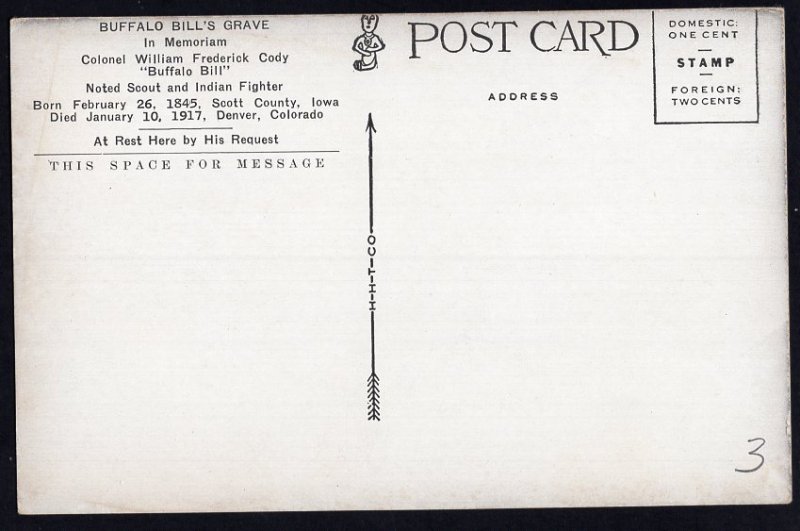 BUFFALO BILL'S GRAVE
In Memoriam
Colonel William Frederick Cody
"Buffalo Bill"
Noted Scout and Indian Fighter
Born February 26, 1845, Scott County, Iowa
Died January 10, 1917, Denver, Colorado
At Rest Here by His Request
THIS SPACE FOR MESSAGE
POST CARD
ADDRESS
DOMESTIC:
ONE CENT
STAMP
FOREIGN:
TWO CENTS
H-H-T-CO.
3